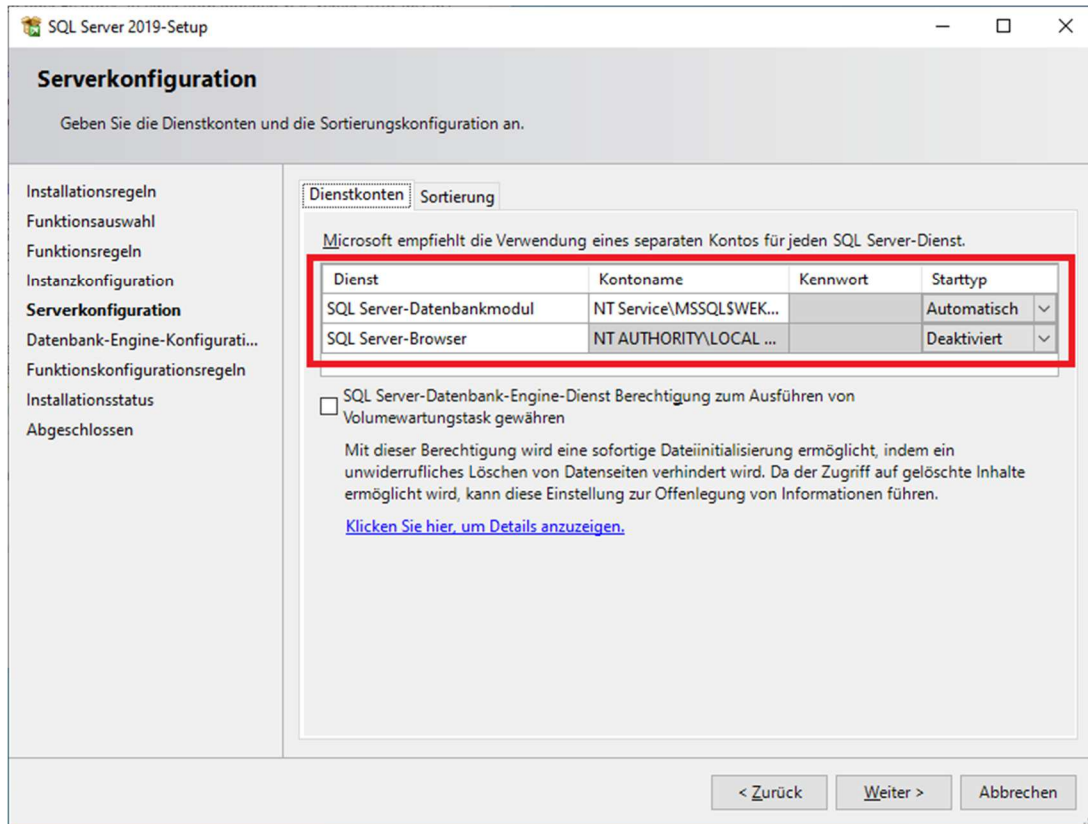 SQL Server 2019-Setup
Serverkonfiguration
Geben Sie die Dienstkonten und die Sortierungskonfiguration an.
Installationsregeln
Funktionsauswahl
Funktionsregeln
Instanzkonfiguration
Serverkonfiguration
Datenbank-Engine-Konfigurati...
Funktionskonfigurationsregeln
Installationsstatus
Abgeschlossen
Dienstkonten Sortierung
Microsoft empfiehlt die Verwendung eines separaten Kontos für jeden SQL Server-Dienst.
Dienst Kontoname Kennwort Starttyp
SQL Server-Datenbankmodul NT Service\MSSQL$WEK... Automatisch
SQL Server-Browser NT AUTHORITY\LOCAL ... Deaktiviert
SQL Server-Datenbank-Engine-Dienst Berechtigung zum Ausführen von
Volumewartungstask gewähren
Mit dieser Berechtigung wird eine sofortige Dateiinitialisierung ermöglicht, indem ein
unwiderrufliches Löschen von Datenseiten verhindert wird. Da der Zugriff auf gelöschte Inhalte
ermöglicht wird, kann diese Einstellung zur Offenlegung von Informationen führen.
Klicken Sie hier, um Details anzuzeigen.
< Zurück Weiter > Abbrechen